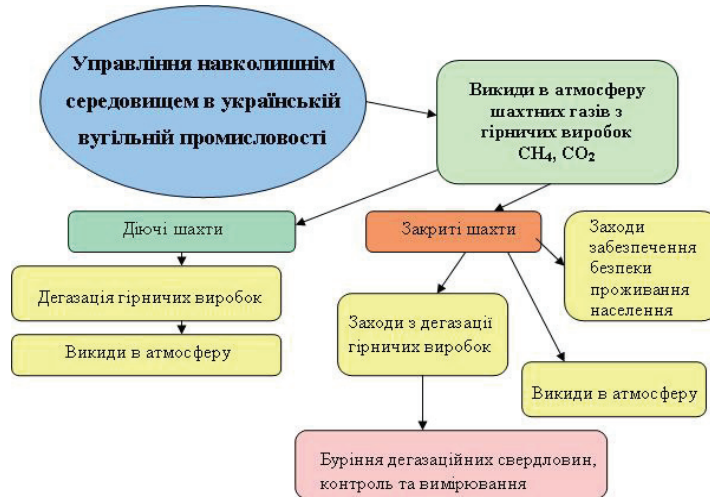 Управління навколишнім
середовищем в українській
вугільній промисловості
Викиди в атмосферу
шахтних газів з
гірничих виробок
CH₄, CO₂
Діючі шахти
Закриті шахти
Заходи
забезпечення
безпеки
проживання
населення
Дегазація гірничих виробок
Викиди в атмосферу
Заходи з дегазації
гірничих виробок
Викиди в атмосферу
Буріння дегазаційних свердловин,
контроль та вимірювання